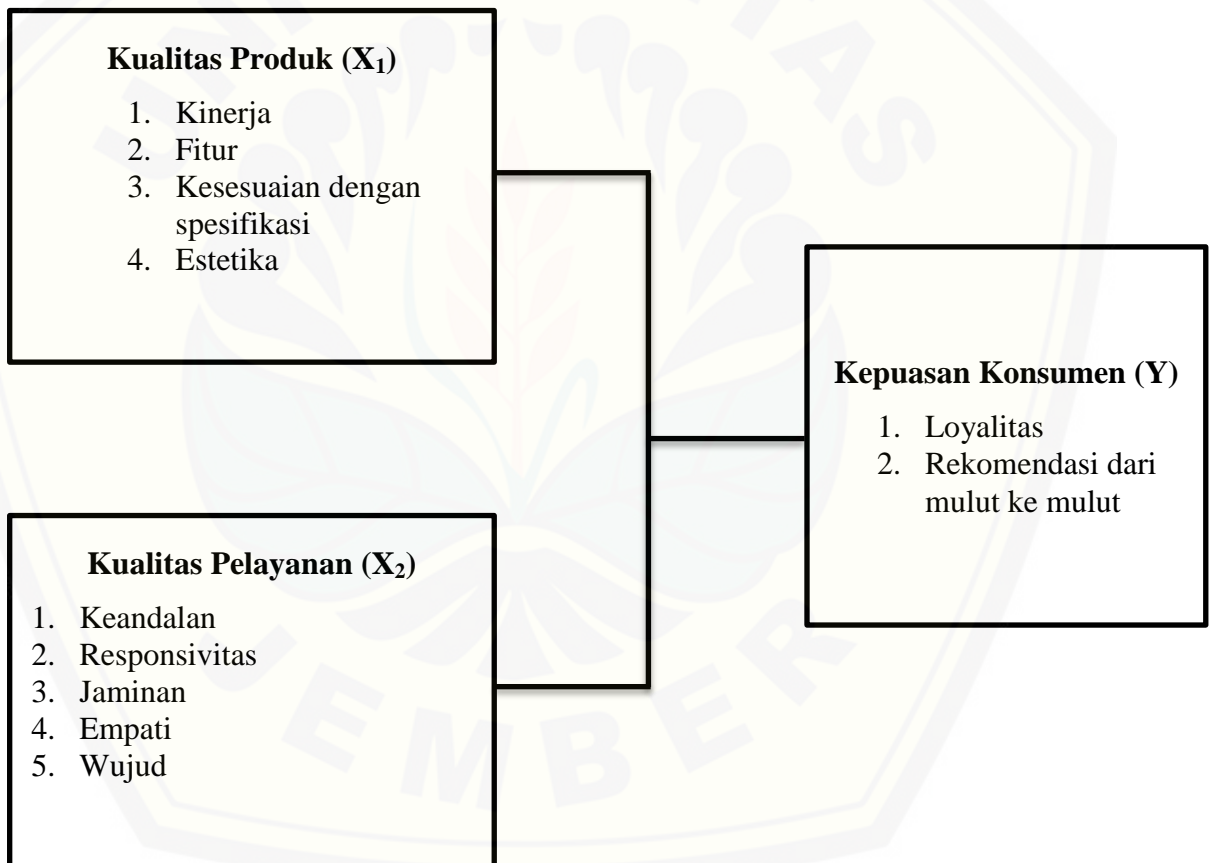 Kualitas Produk (X₁)
1. Kinerja
2. Fitur
3. Kesesuaian dengan
spesifikasi
4. Estetika
Kualitas Pelayanan (X₂)
1. Keandalan
2. Responsivitas
3. Jaminan
4. Empati
5. Wujud
Kepuasan Konsumen (Y)
1. Loyalitas
2. Rekomendasi dari
mulut ke mulut
JEMBER